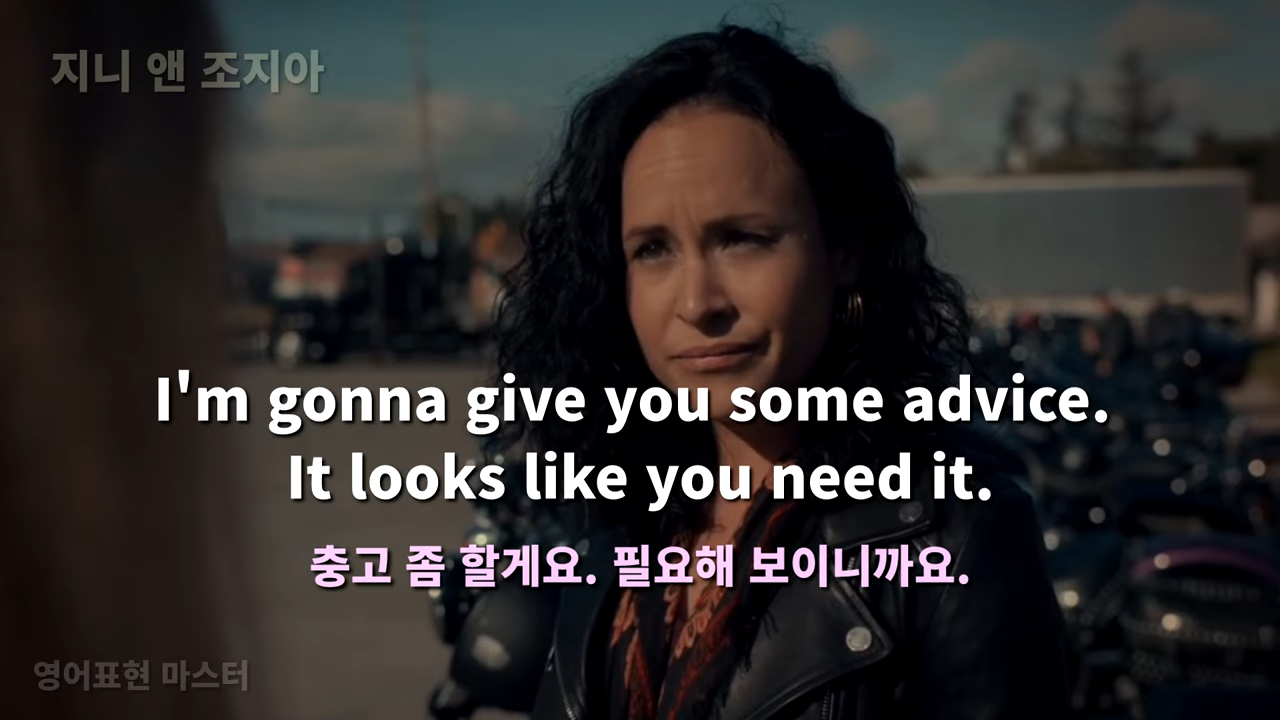 지니 앤 조지아
I'm gonna give you some advice.
It looks like you need it.
충고 좀 할게요. 필요해 보이니까요.
영어표현 마스터